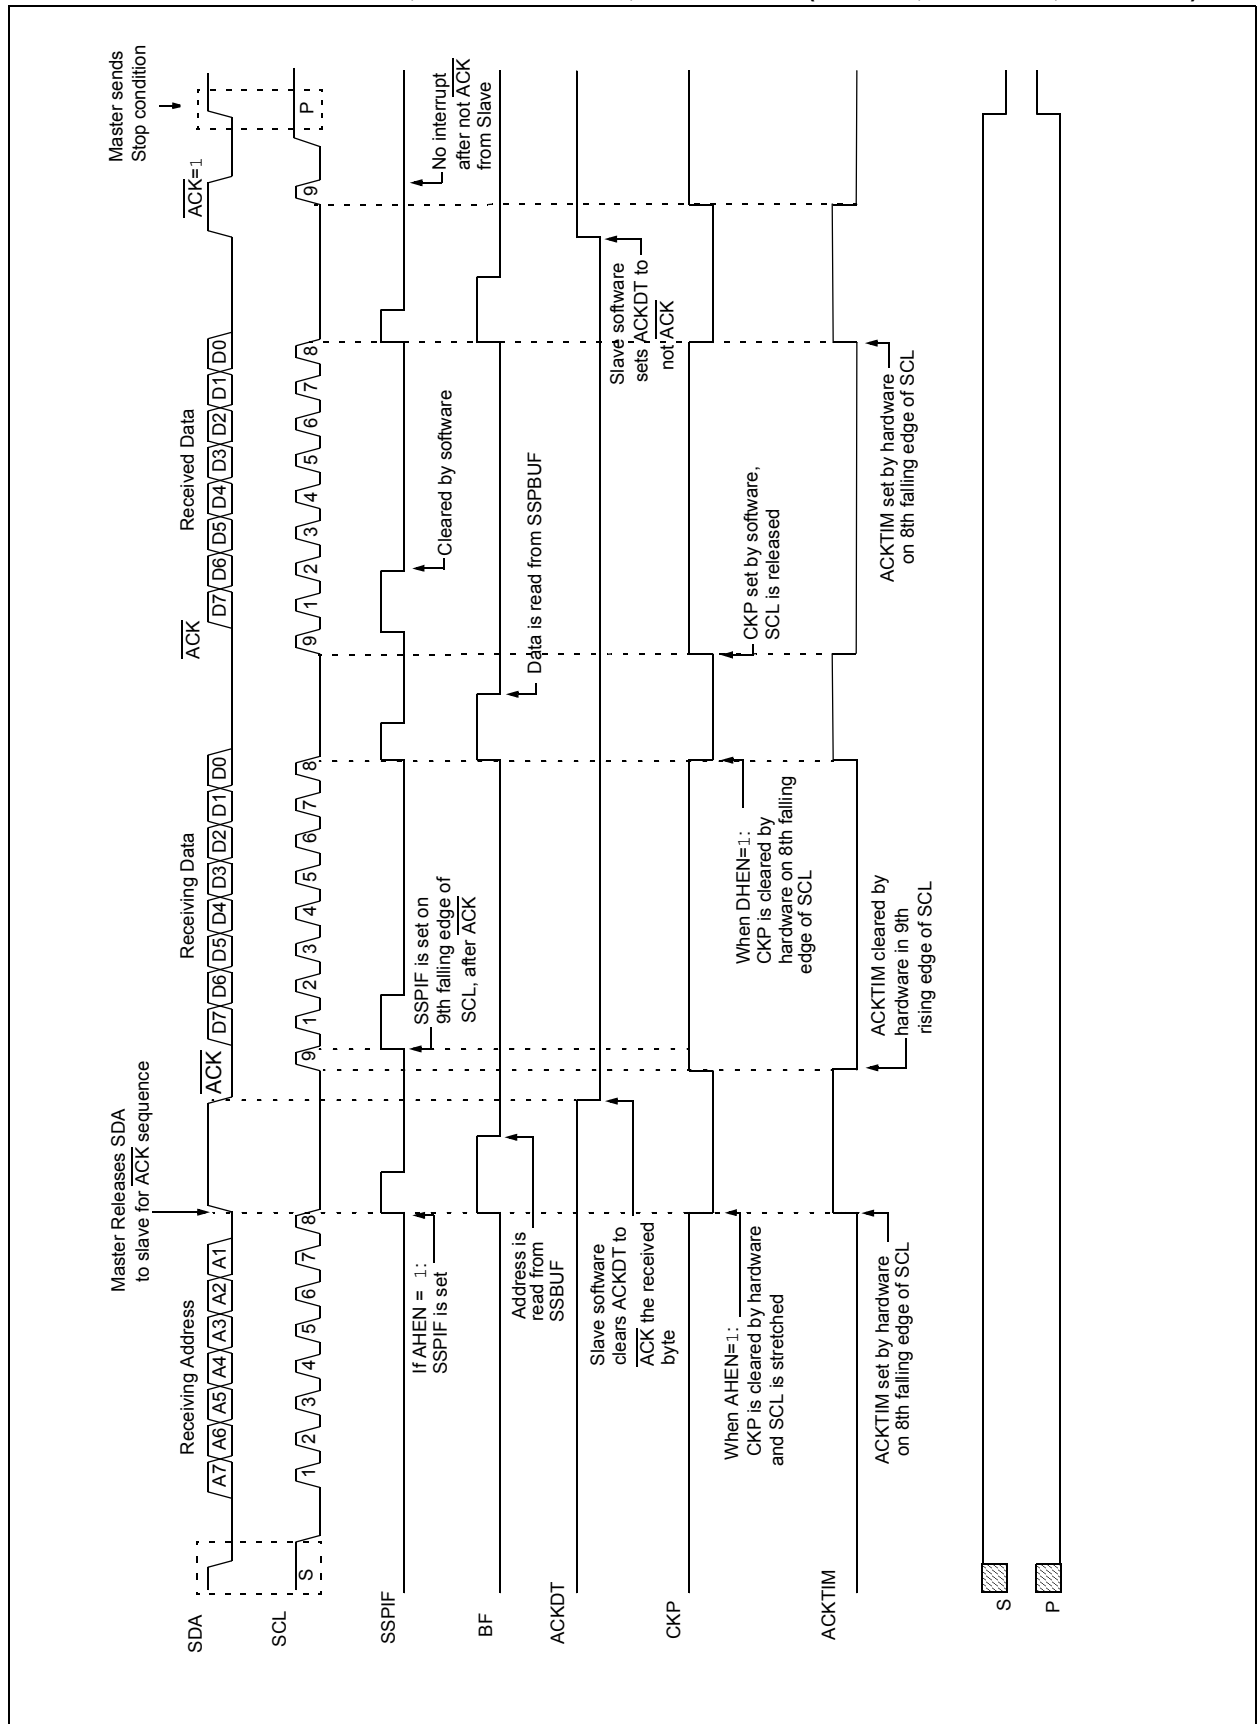 Master Releases SDA
to slave for ACK sequence
Master sends
Stop condition
Receiving Address
Receiving Data
Received Data
ACK
ACK
ACK=1
SDA
A7 A6 A5 A4 A3 A2 A1
D7 D6 D5 D4 D3 D2 D1 D0
D7 D6 D5 D4 D3 D2 D1 D0
SCL
S 1 2 3 4 5 6 7 8 9 1 2 3 4 5 6 7 8 9 1 2 3 4 5 6 7 8 9 P
SSPIF
If AHEN = 1:
SSPIF is set
SSPIF is set on
9th falling edge of
SCL, after ACK
Cleared by software
No interrupt
after not ACK
from Slave
BF
Address is
read from
SSBUF
Data is read from SSPBUF
ACKDT
Slave software
clears ACKDT to
ACK the received
byte
Slave software
sets ACKDT to
not ACK
CKP
When AHEN=1:
CKP is cleared by hardware
and SCL is stretched
When DHEN=1:
CKP is cleared by
hardware on 8th falling
edge of SCL
CKP set by software,
SCL is released
ACKTIM
ACKTIM set by hardware
on 8th falling edge of SCL
ACKTIM cleared by
hardware in 9th
rising edge of SCL
ACKTIM set by hardware
on 8th falling edge of SCL
S
P